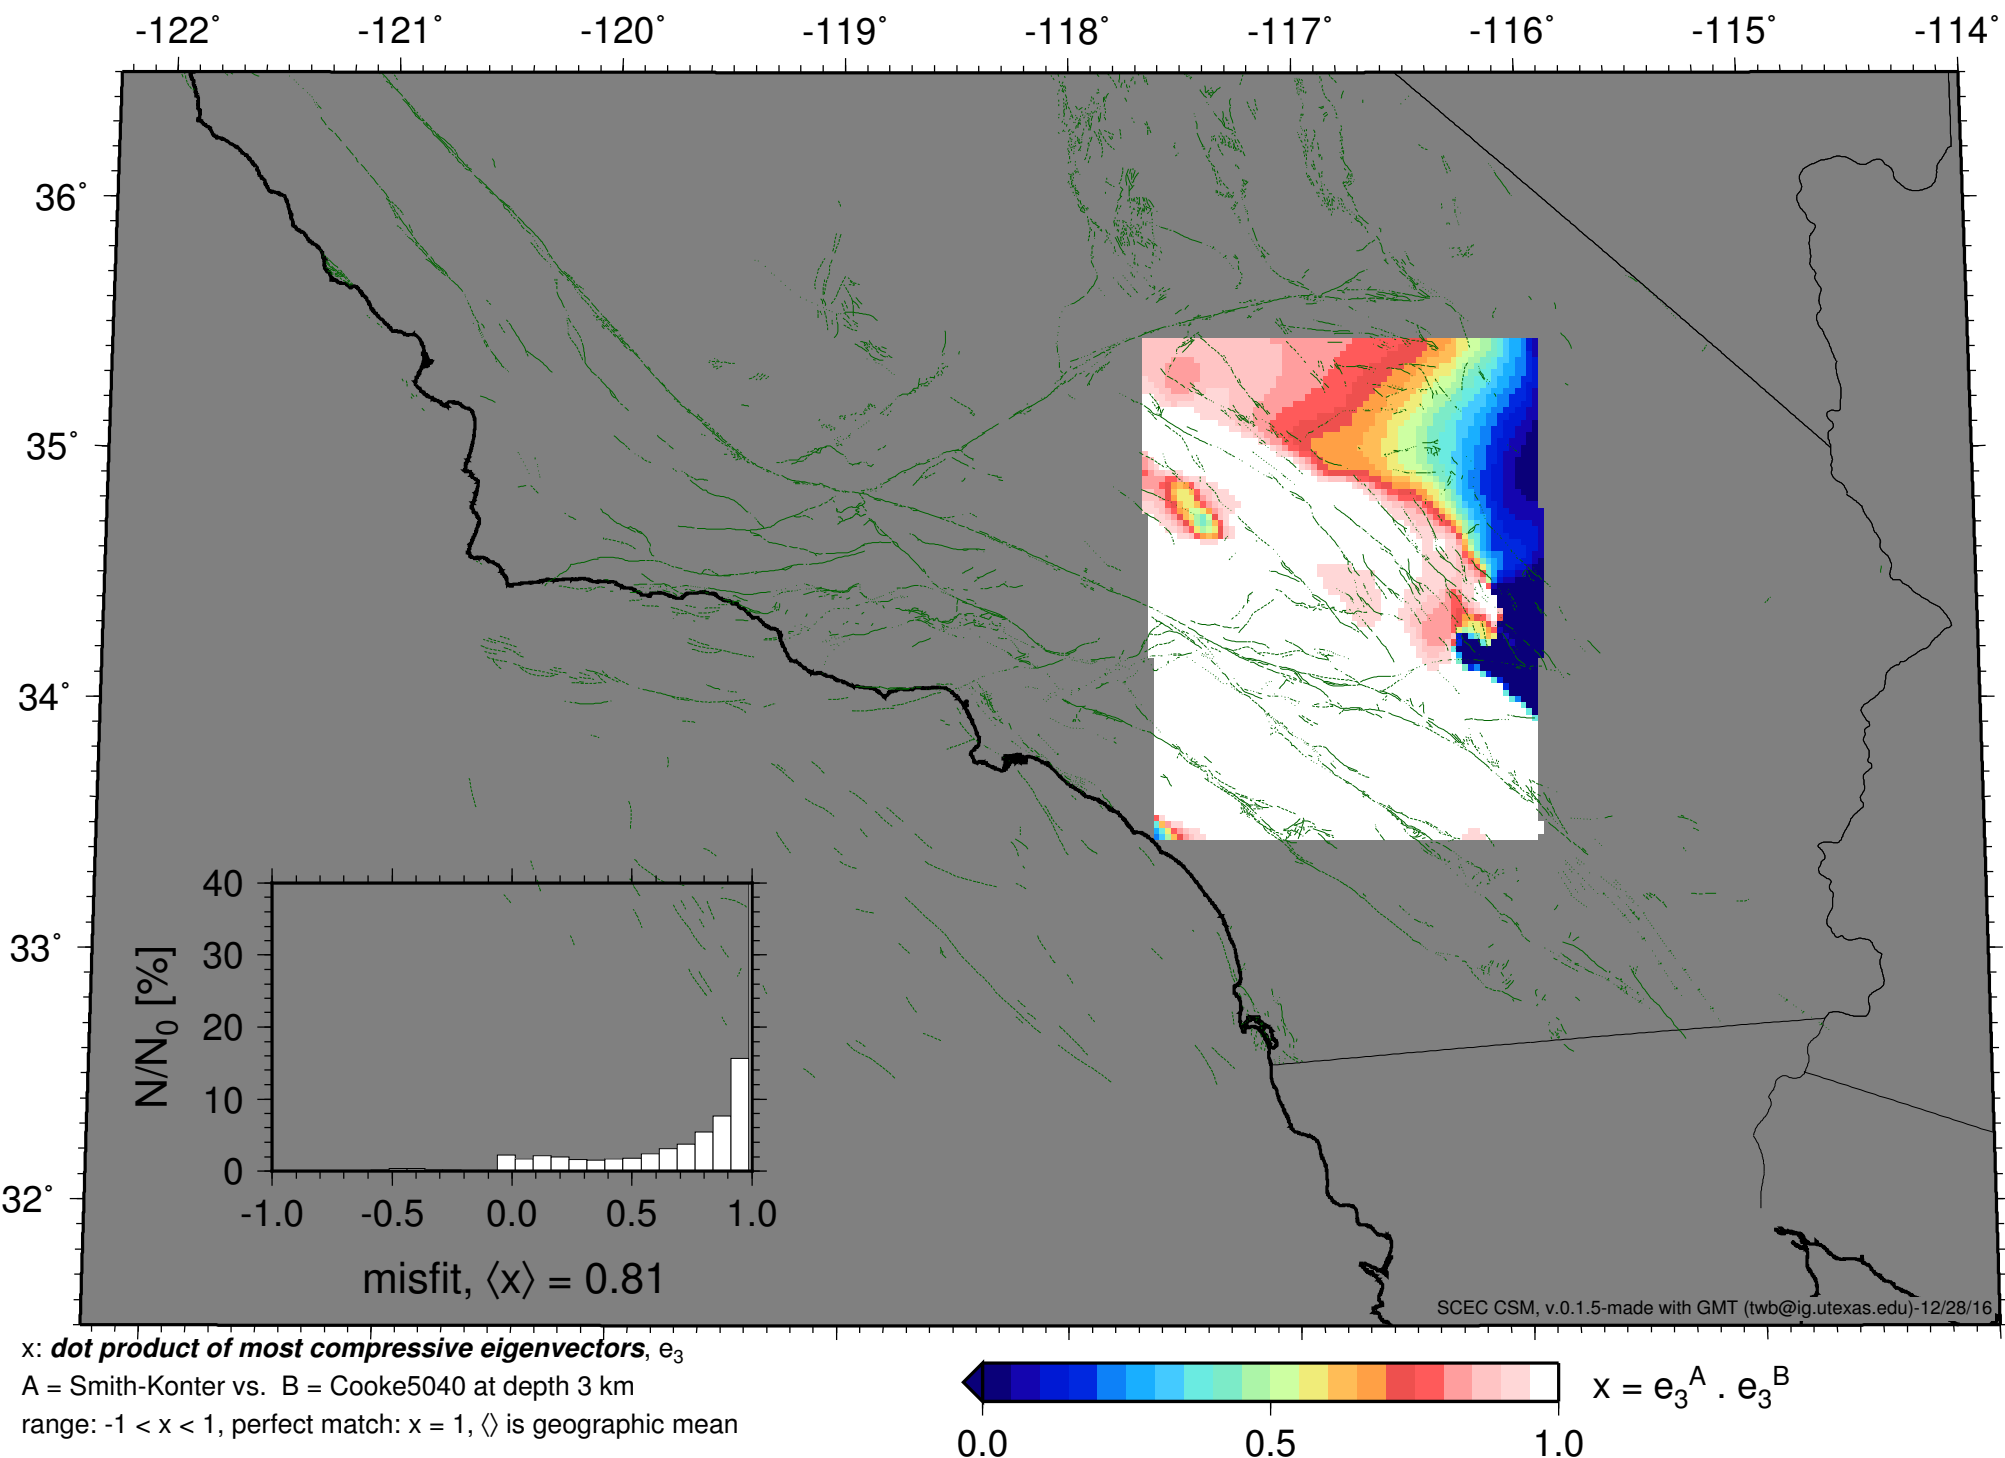 -122° -121° -120° -119° -118° -117° -116° -115° -114°
36°
35°
34°
33°
32°
40
30
20
10
0
N/N0 [%]
-1.0 -0.5 0.0 0.5 1.0
misfit, ⟨x⟩ = 0.81
SCEC CSM, v.0.1.5-made with GMT (twb@ig.utexas.edu)-12/28/16
x: dot product of most compressive eigenvectors, e3
A = Smith-Konter vs. B = Cooke5040 at depth 3 km
range: -1 < x < 1, perfect match: x = 1, ⟨⟩ is geographic mean
x = e3^A . e3^B
0.0 0.5 1.0